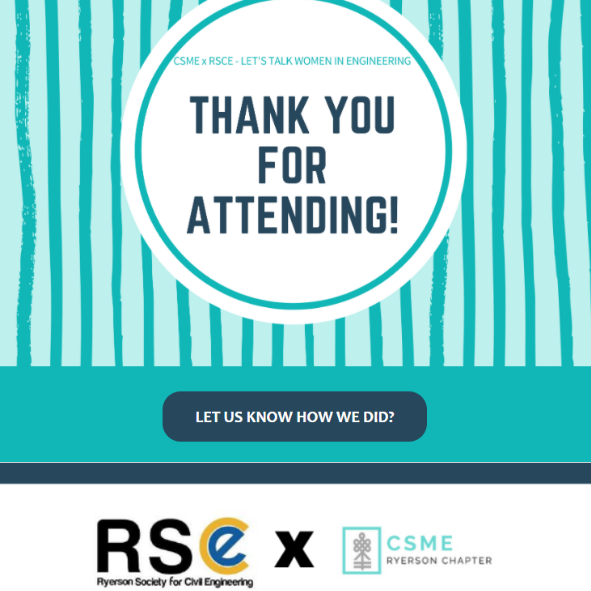 CSME x RSCE - LET'S TALK WOMEN IN ENGINEERING
THANK YOU
FOR
ATTENDING!
LET US KNOW HOW WE DID?
RSCe X
CSME
Ryerson Society for Civil Engineering
RYERSON CHAPTER